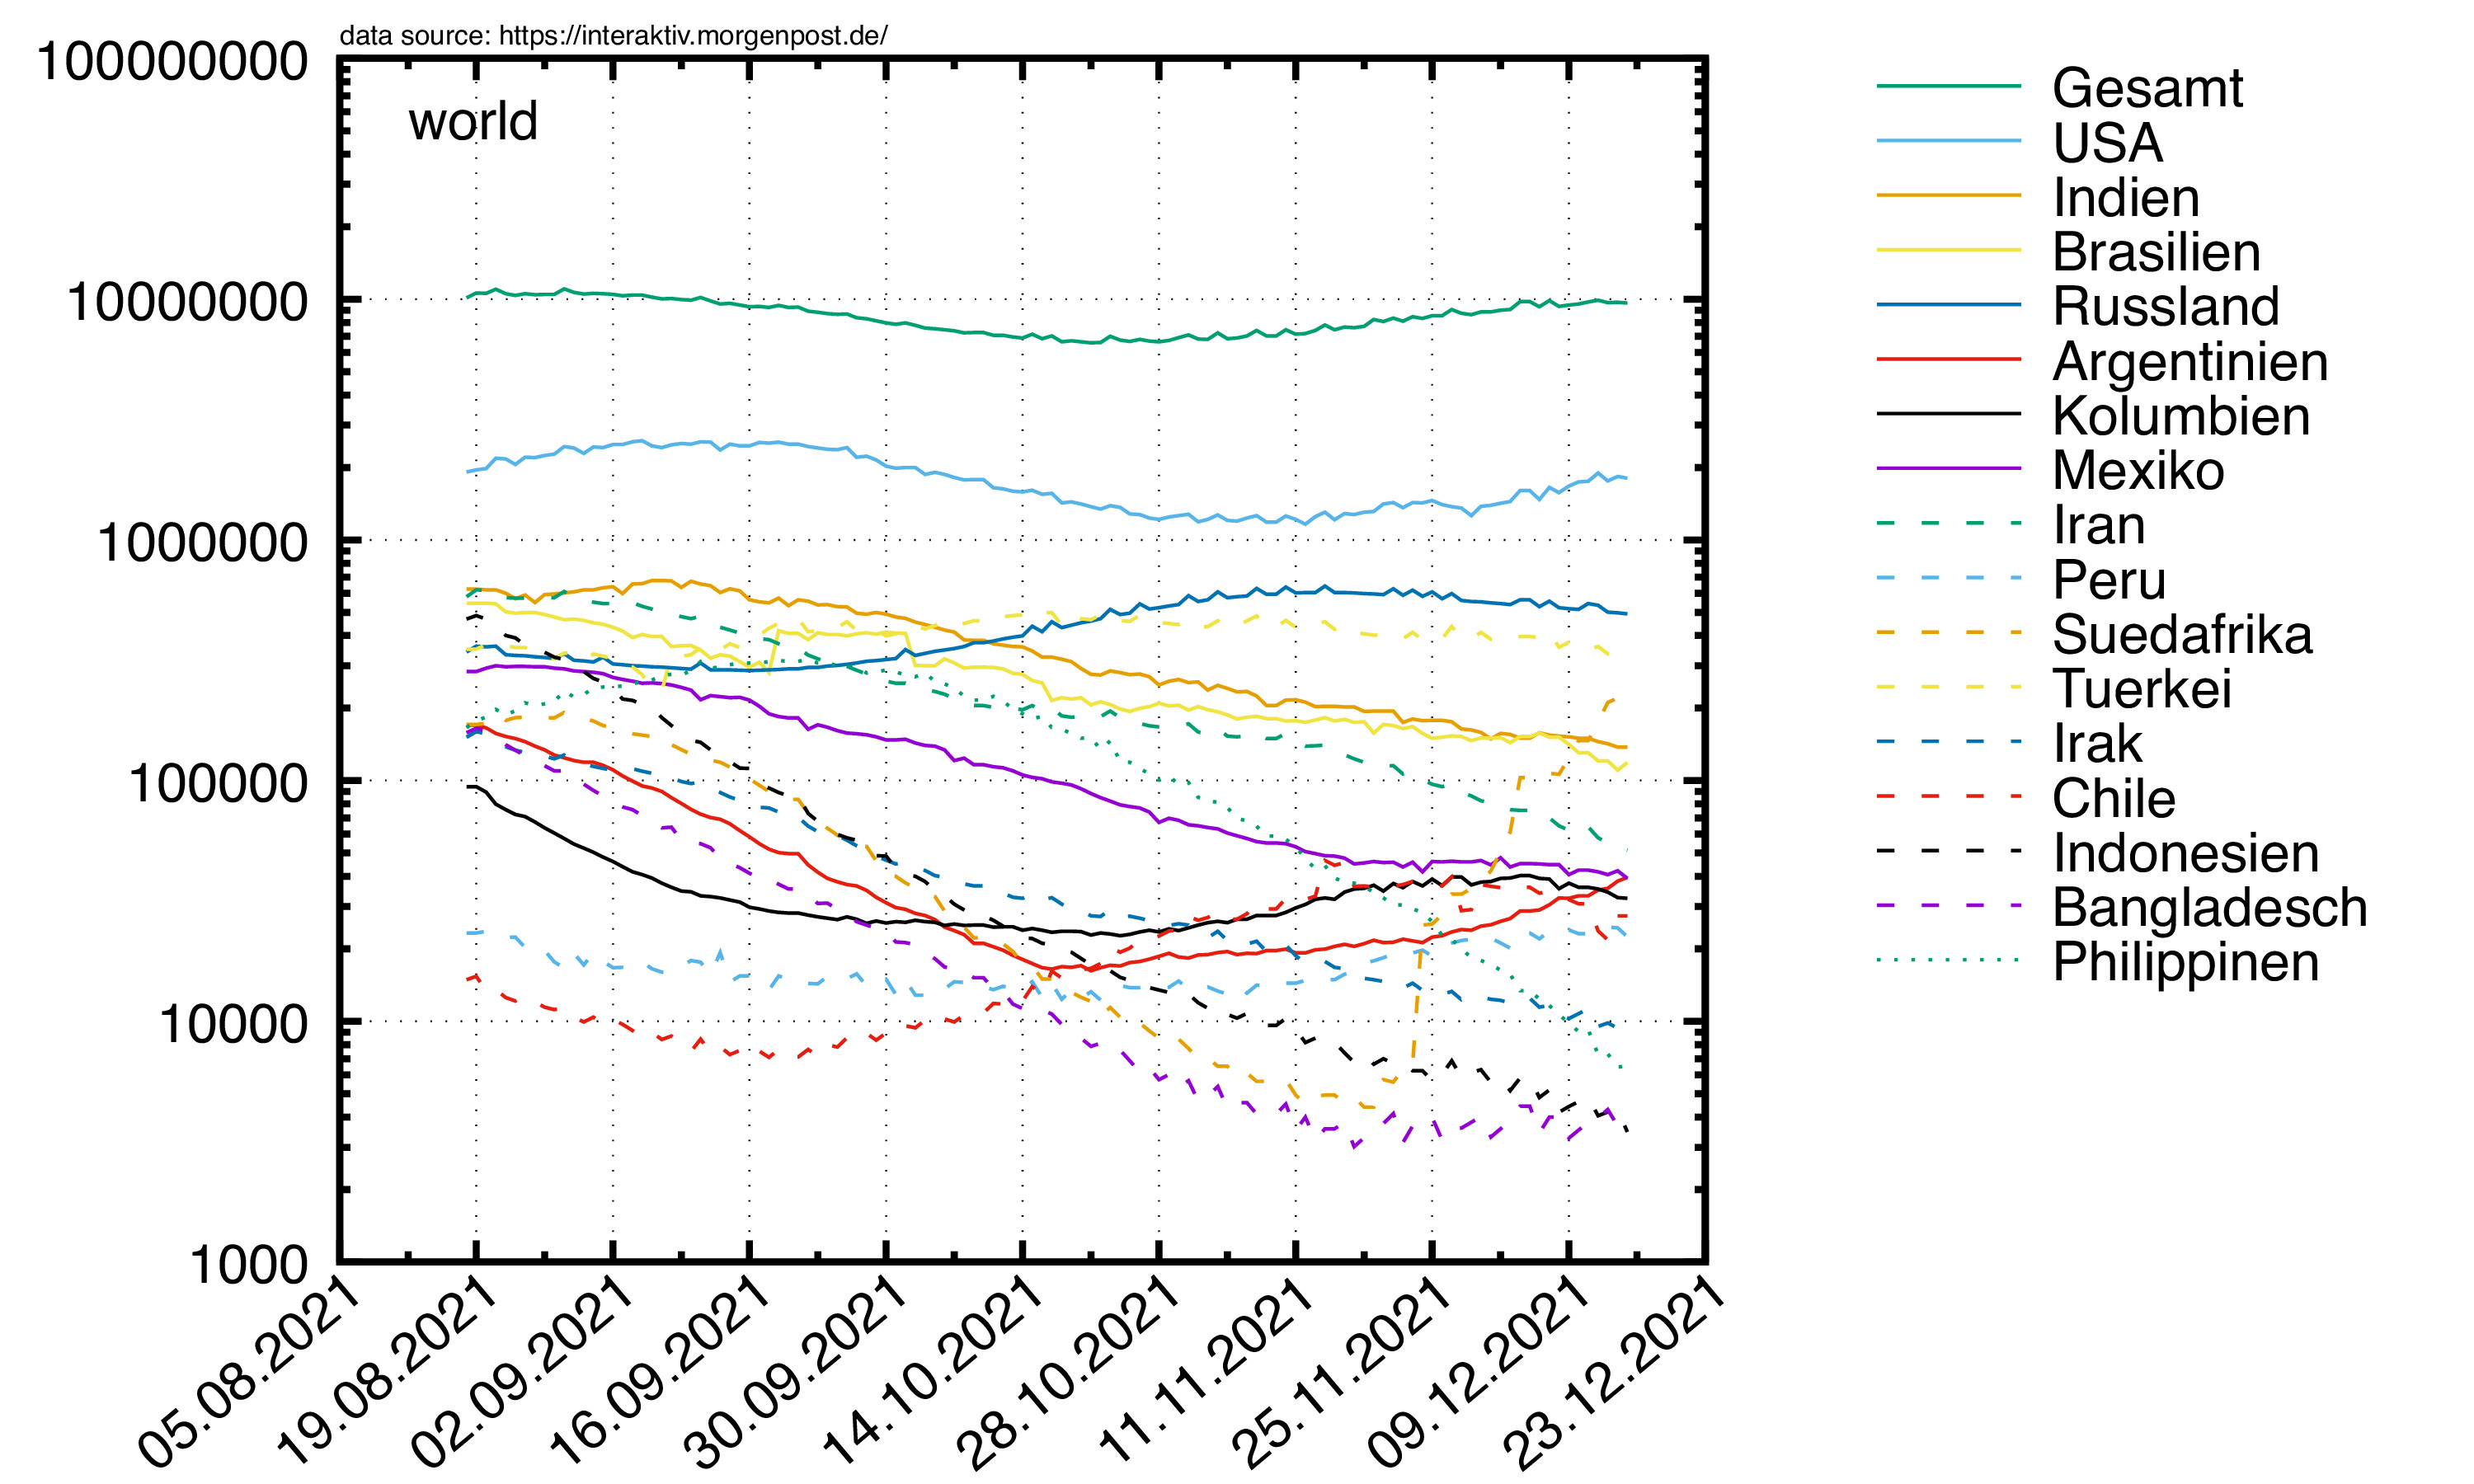 data source: https://interaktiv.morgenpost.de/
world
100000000
10000000
1000000
100000
10000
1000
05.08.2021
19.08.2021
02.09.2021
16.09.2021
30.09.2021
14.10.2021
28.10.2021
11.11.2021
25.11.2021
09.12.2021
23.12.2021
Gesamt
USA
Indien
Brasilien
Russland
Argentinien
Kolumbien
Mexiko
Iran
Peru
Suedafrika
Tuerkei
Irak
Chile
Indonesien
Bangladesch
Philippinen